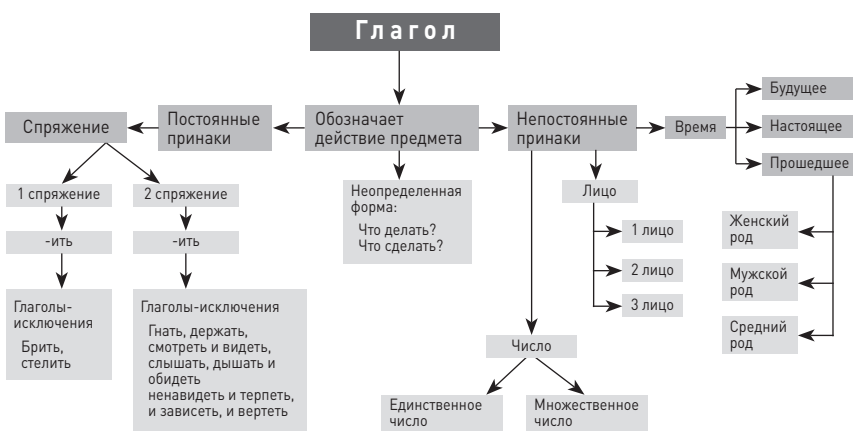 Глагол
Спряжение
Постоянные
принаки
Обозначает
действие предмета
Непостоянные
принаки
Время
Будущее
Настоящее
Прошедшее
1 спряжение
2 спряжение
-ить
-ить
Глаголы-
исключения
Брить,
стелить
Глаголы-исключения
Гнать, держать,
смотреть и видеть,
слышать, дышать и
обидеть
ненавидеть и терпеть,
и зависеть, и вертеть
Неопределенная
форма:
Что делать?
Что сделать?
Лицо
1 лицо
2 лицо
3 лицо
Число
Единственное
число
Множественное
число
Женский
род
Мужской
род
Средний
род